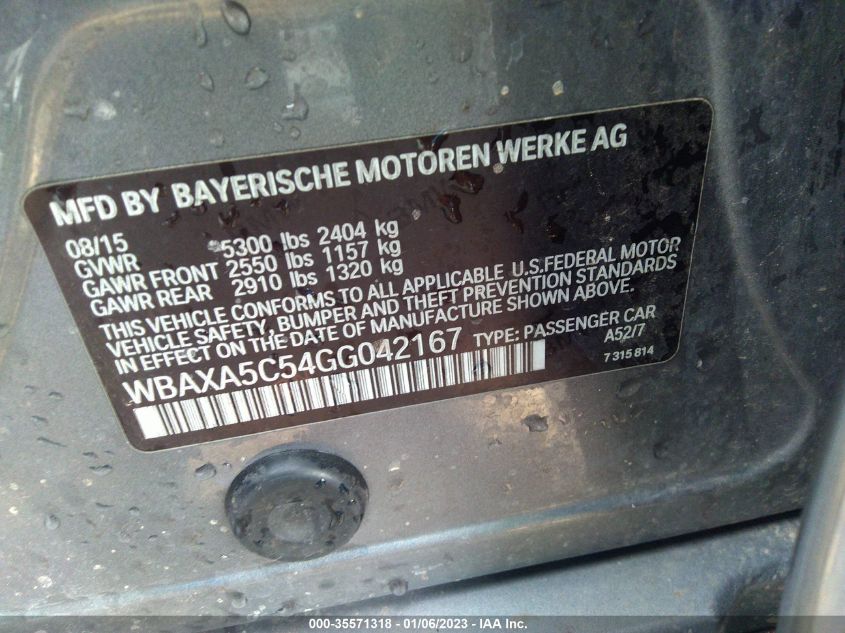 MFD BY BAYERISCHE MOTOREN WERKE AG
08/15
GVWR 5300 lbs 2404 kg
GAWR FRONT 2550 lbs 1157 kg
GAWR REAR 2910 lbs 1320 kg
THIS VEHICLE CONFORMS TO ALL APPLICABLE U.S.FEDERAL MOTOR
VEHICLE SAFETY, BUMPER AND THEFT PREVENTION STANDARDS
IN EFFECT ON THE DATE OF MANUFACTURE SHOWN ABOVE.
WBAXA5C54GG042167 TYPE: PASSENGER CAR
A52/7
7 315 814
000-35571318 - 01/06/2023 - IAA Inc.